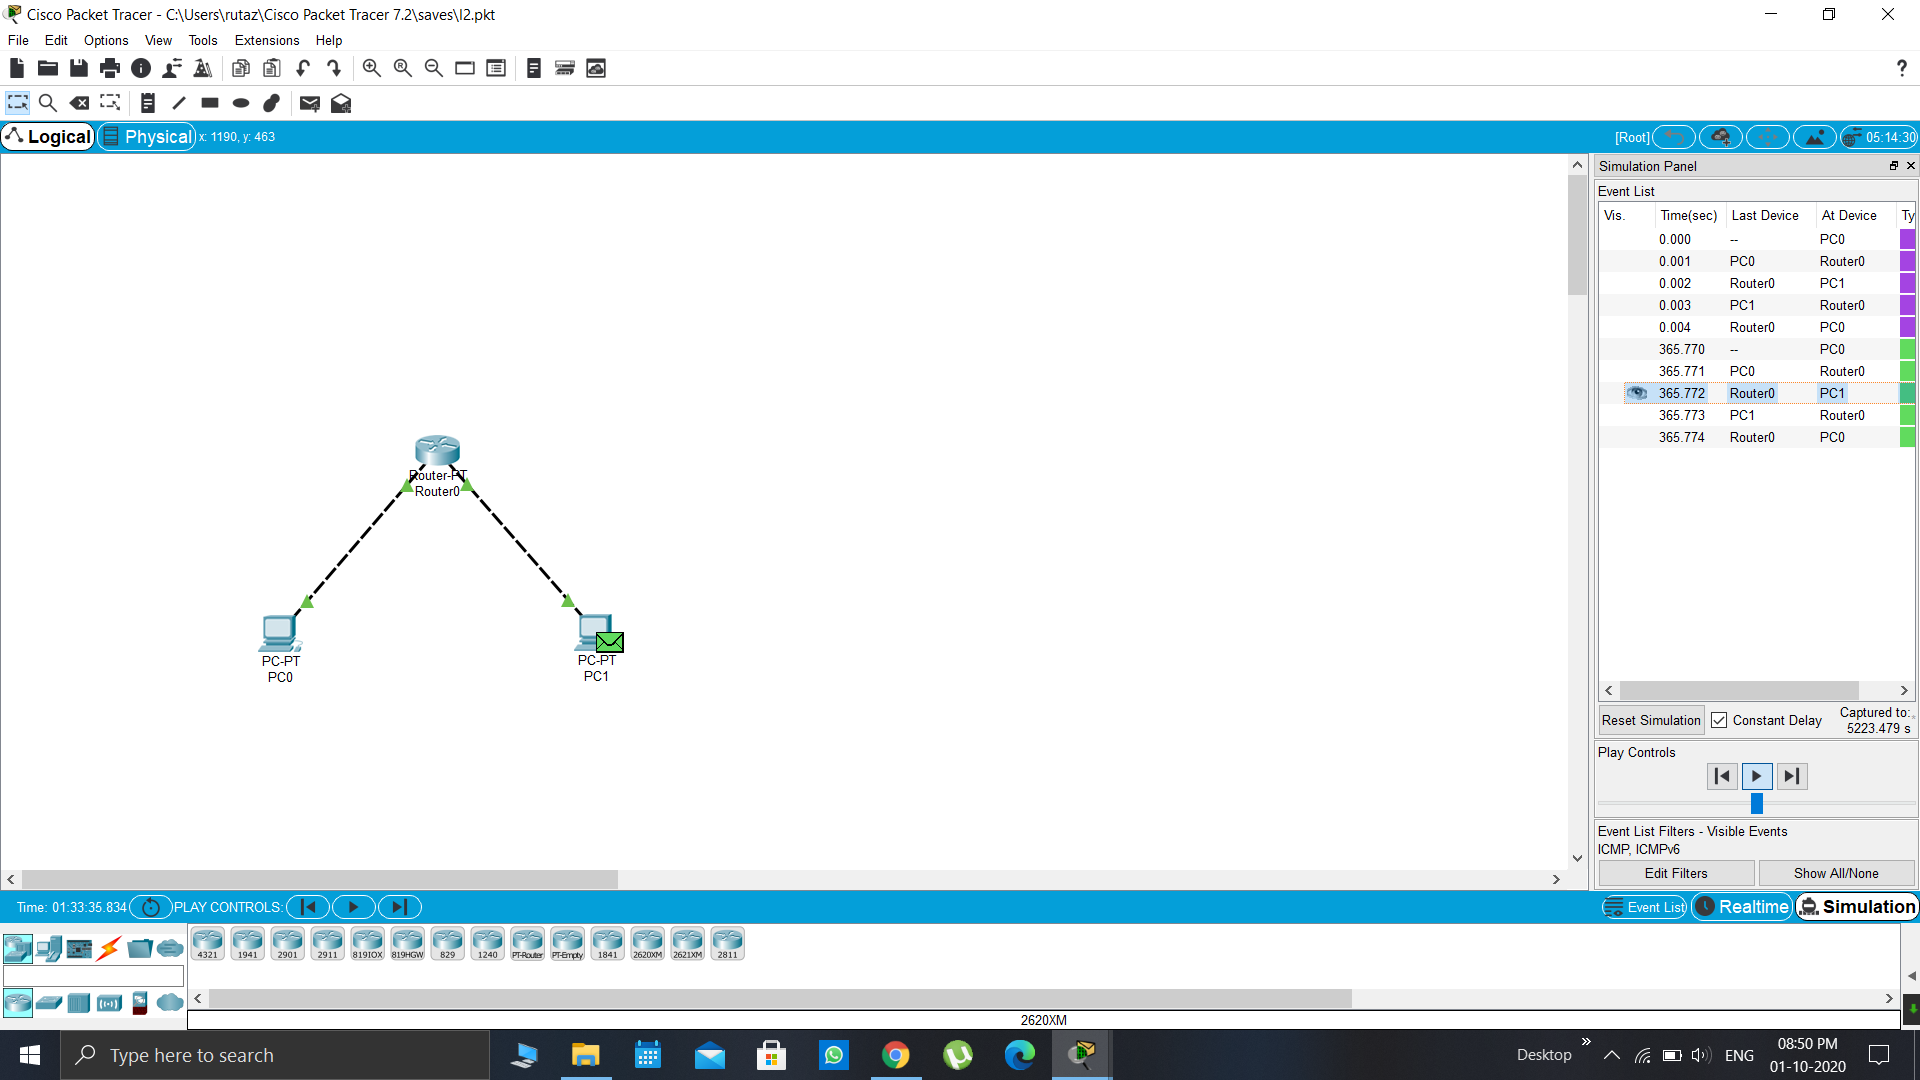 Cisco Packet Tracer - C:\Users\rutaz\Cisco Packet Tracer 7.2\saves\l2.pkt
File Edit Options View Tools Extensions Help
Logical Physical x: 1190, y: 463 [Root] 05:14:30
Simulation Panel
Event List
Vis. Time(sec) Last Device At Device Ty
0.000 -- PC0
0.001 PC0 Router0
0.002 Router0 PC1
0.003 PC1 Router0
0.004 Router0 PC0
365.770 -- PC0
365.771 PC0 Router0
365.772 Router0 PC1
365.773 PC1 Router0
365.774 Router0 PC0
Router-PT
Router0
PC-PT
PC0
PC-PT
PC1
Reset Simulation Constant Delay Captured to:
5223.479 s
Play Controls
Event List Filters - Visible Events
ICMP, ICMPv6
Edit Filters Show All/None
Time: 01:33:35.834 PLAY CONTROLS: Event List Realtime Simulation
4321 1941 2901 2911 819IOX 819HGW 829 1240 PT-Router PT-Empty 1841 2620XM 2621XM 2811
2620XM
Type here to search
Desktop ENG 08:50 PM
01-10-2020